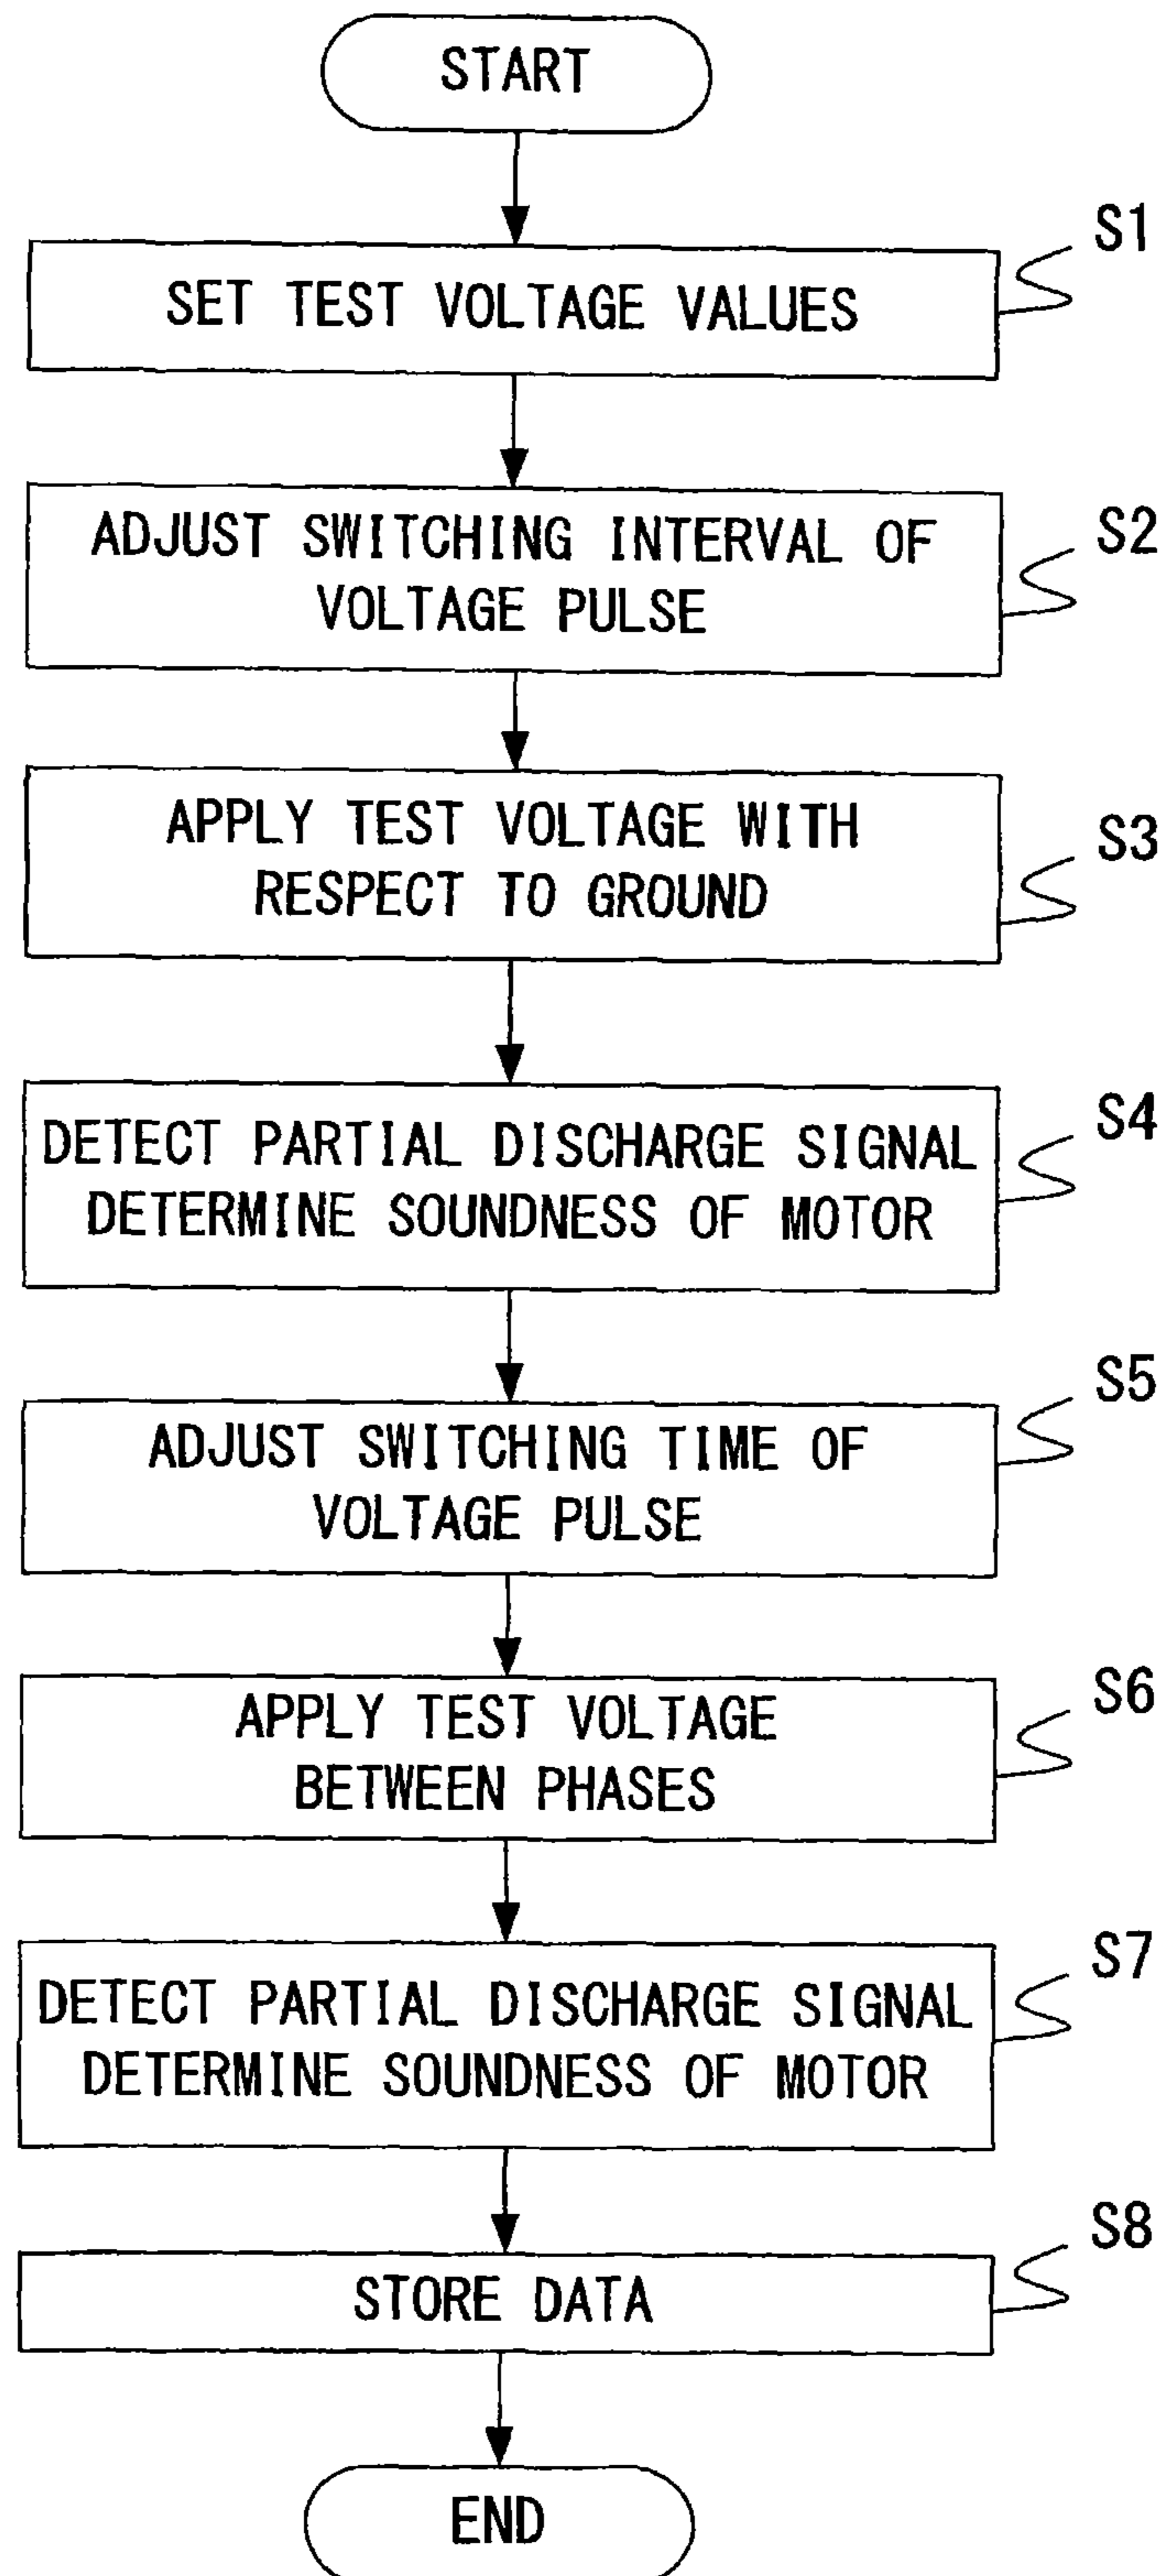 START
S1
SET TEST VOLTAGE VALUES
S2
ADJUST SWITCHING INTERVAL OF
VOLTAGE PULSE
S3
APPLY TEST VOLTAGE WITH
RESPECT TO GROUND
S4
DETECT PARTIAL DISCHARGE SIGNAL
DETERMINE SOUNDNESS OF MOTOR
S5
ADJUST SWITCHING TIME OF
VOLTAGE PULSE
S6
APPLY TEST VOLTAGE
BETWEEN PHASES
S7
DETECT PARTIAL DISCHARGE SIGNAL
DETERMINE SOUNDNESS OF MOTOR
S8
STORE DATA
END